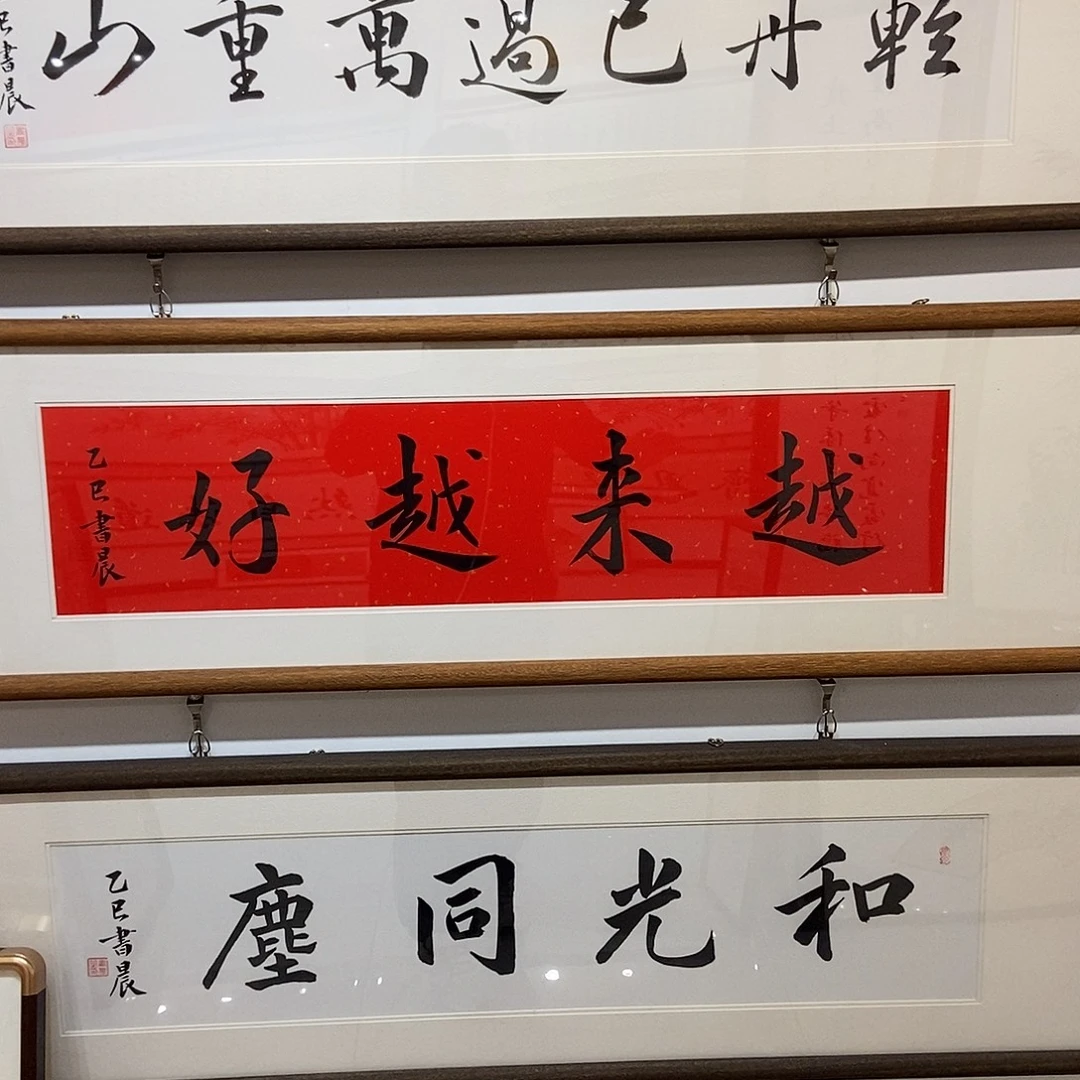 輕舟已過萬重山
巳書晨
越来越好
乙巳書晨
和光同塵
乙巳書晨